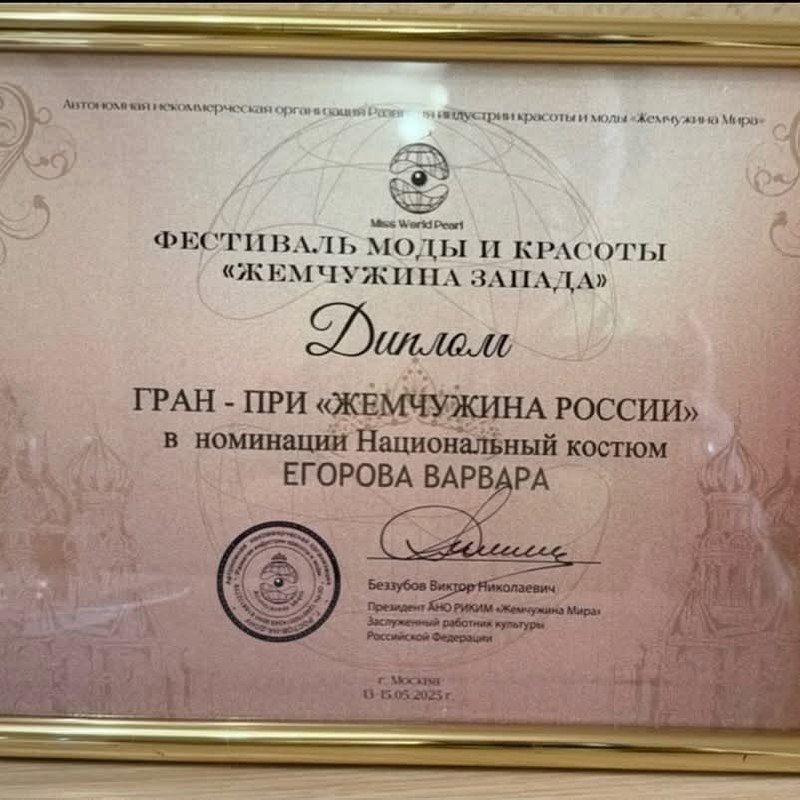 Автономная некоммерческая организация Развития индустрии красоты и моды «Жемчужина Мира»
Miss World Pearl
ФЕСТИВАЛЬ МОДЫ И КРАСОТЫ
«ЖЕМЧУЖИНА ЗАПАДА»
Диплом
ГРАН - ПРИ «ЖЕМЧУЖИНА РОССИИ»
в номинации Национальный костюм
ЕГОРОВА ВАРВАРА
Беззубов Виктор Николаевич
Президент АНО РИКИМ «Жемчужина Мира»
Заслуженный работник культуры
Российской Федерации
г. Москва
13-15.05.2025 г.